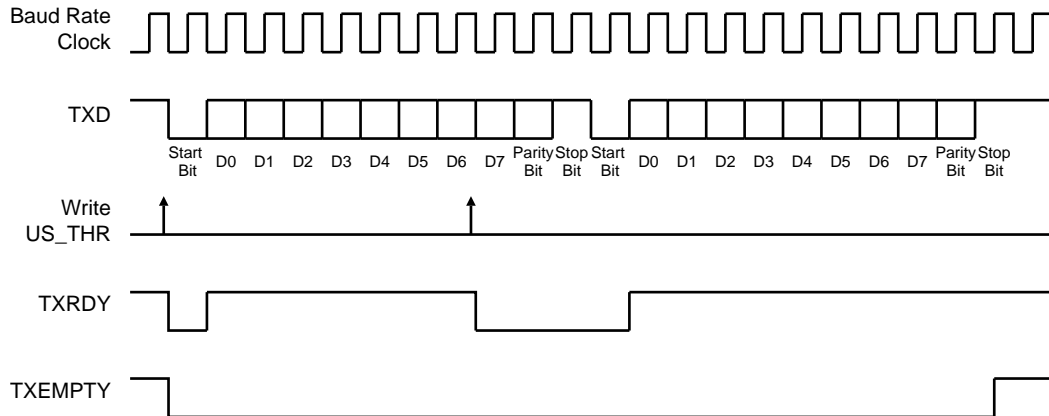 Baud Rate
Clock
TXD
Start
Bit
D0 D1 D2 D3 D4 D5 D6 D7
Parity
Bit
Stop
Bit
Start
Bit
D0 D1 D2 D3 D4 D5 D6 D7
Parity
Bit
Stop
Bit
Write
US_THR
TXRDY
TXEMPTY